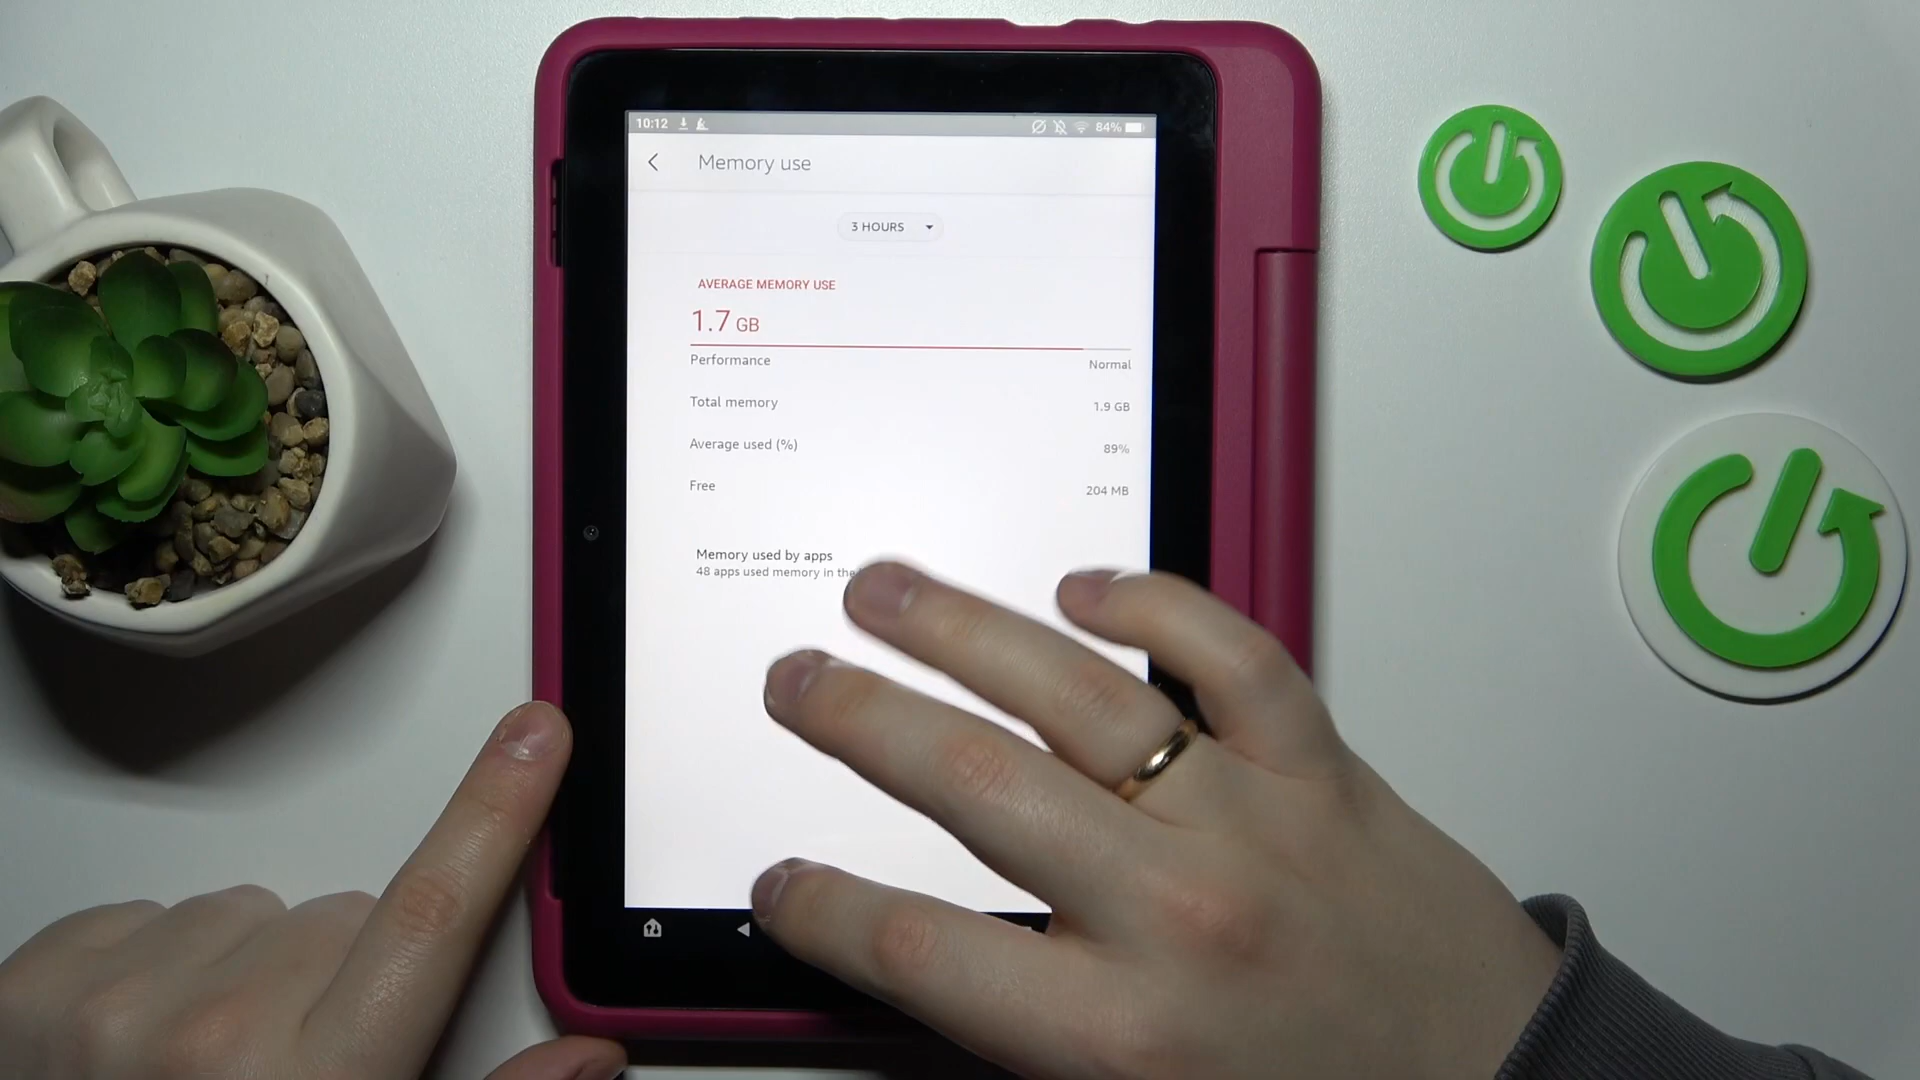 10:12 84%
Memory use
3 HOURS
AVERAGE MEMORY USE
1.7 GB
Performance Normal
Total memory 1.9 GB
Average used (%) 89%
Free 204 MB
Memory used by apps
48 apps used memory in the